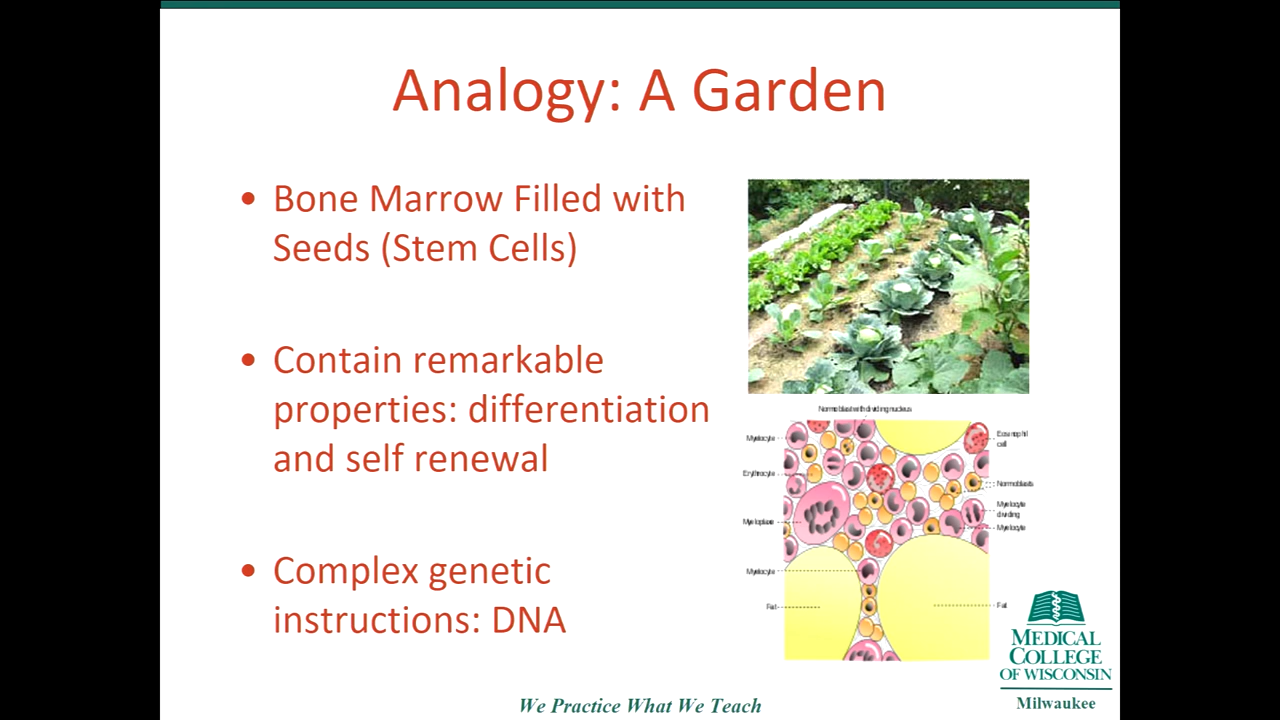 Analogy: A Garden
• Bone Marrow Filled with
Seeds (Stem Cells)
• Contain remarkable
properties: differentiation
and self renewal
• Complex genetic
instructions: DNA
Normoblast with dividing nucleus
Myelocyte
Erythrocyte
Myeloplaxe
Myelocyte
Fat
Eosinophil
cell
Normoblasts
Myelocyte
dividing
Myelocyte
Fat
MEDICAL
COLLEGE
OF WISCONSIN
Milwaukee
We Practice What We Teach